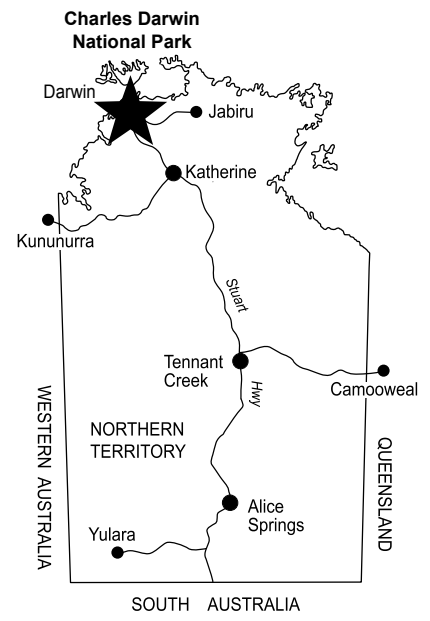 Charles Darwin
National Park
Darwin
Jabiru
Katherine
Kununurra
Stuart
Tennant
Creek
Hwy
Camooweal
WESTERN AUSTRALIA
NORTHERN
TERRITORY
QUEENSLAND
Alice
Springs
Yulara
SOUTH AUSTRALIA